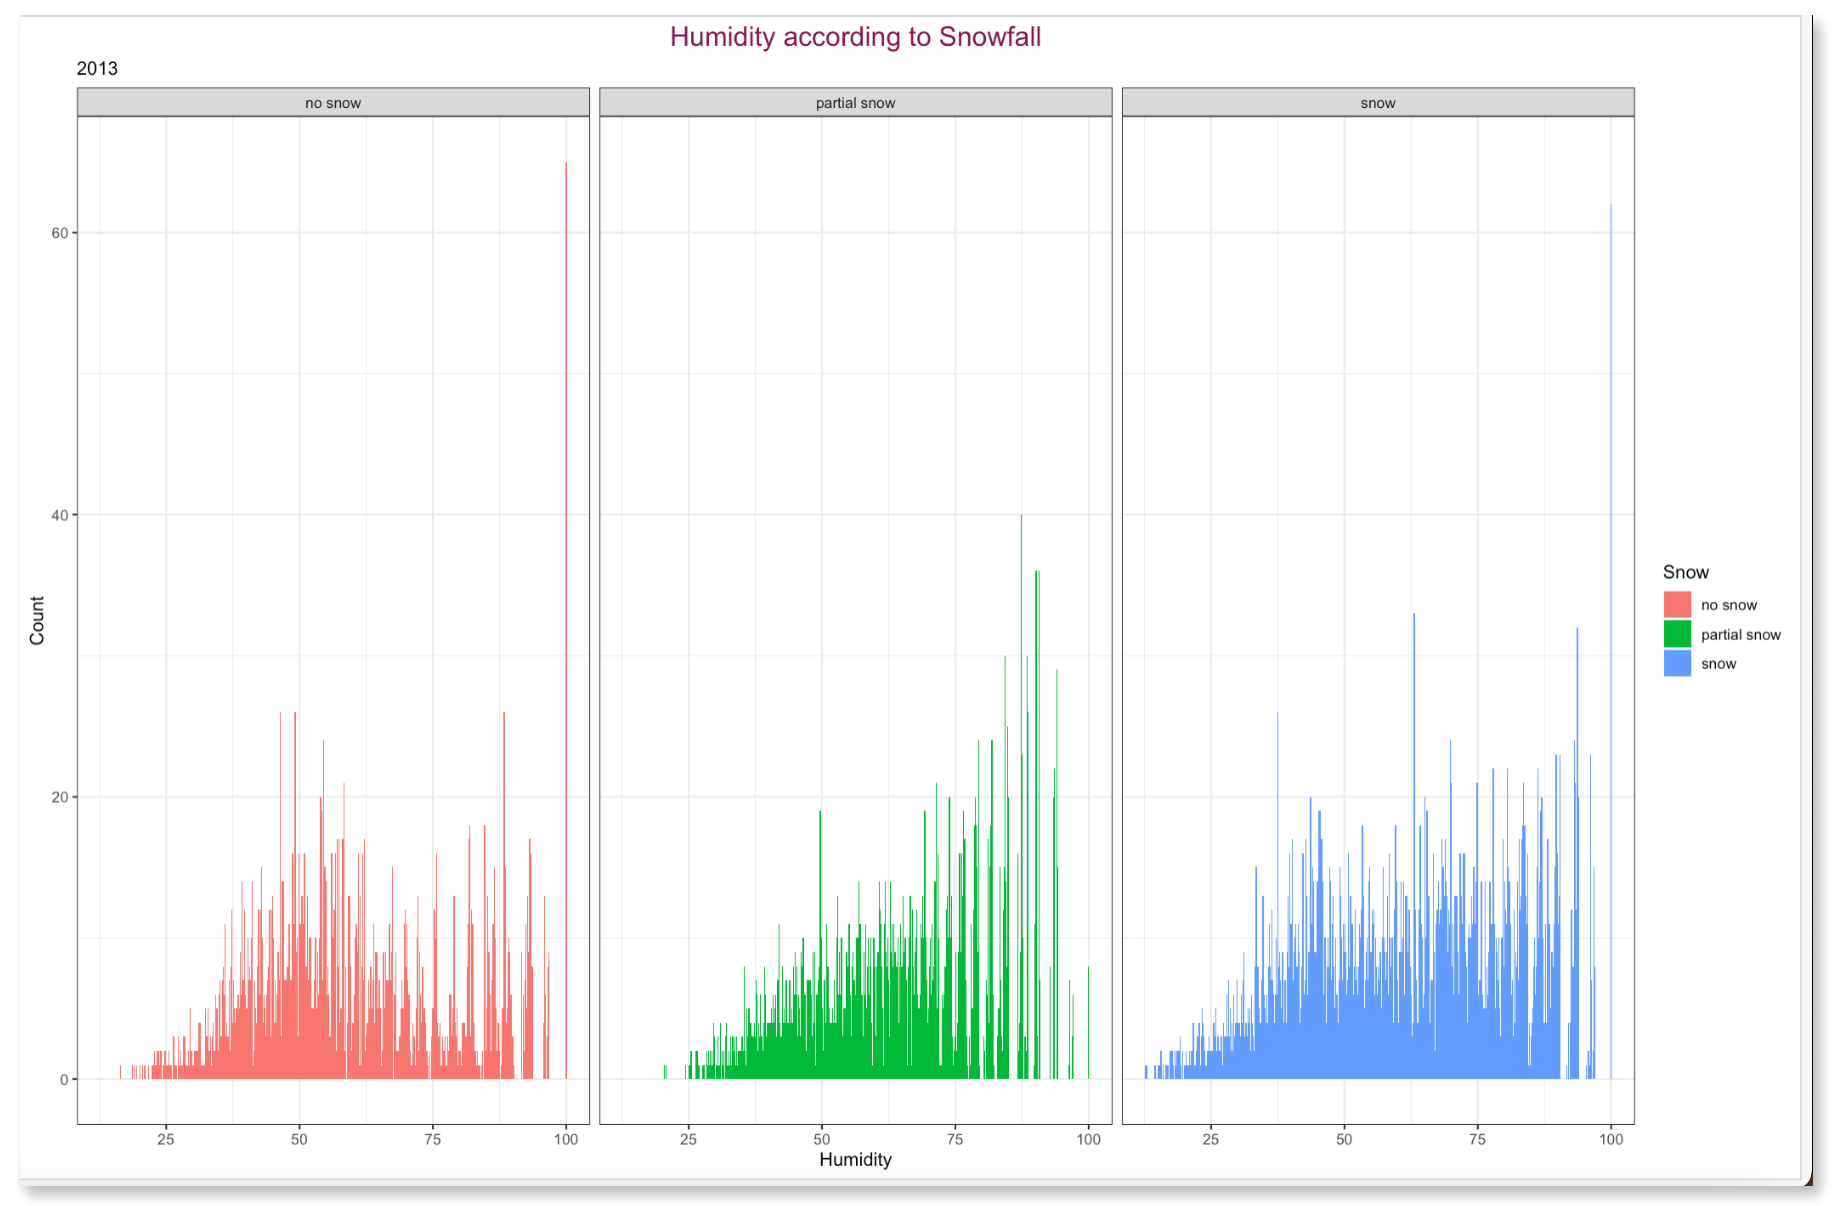 Humidity according to Snowfall
2013
no snow
partial snow
snow
60
40
20
0
Count
25 50 75 100
25 50 75 100
25 50 75 100
Humidity
Snow
no snow
partial snow
snow